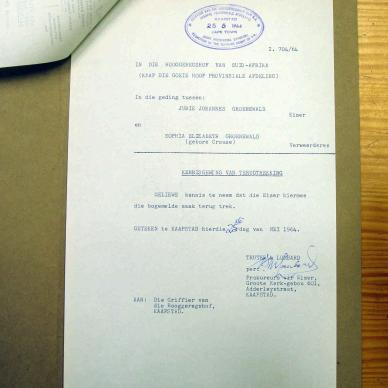 KAAPSTAD
25 5 1964
CAPE TOWN
I. 704/64
IN DIE HOOGGEREGSHOF VAN SUID-AFRIKA
(KAAP DIE GOEIE HOOP PROVINSIALE AFDELING)
In die geding tussen:
JURIE JOHANNES GROENEWALD
Eiser
en
SOPHIA ELIZABETH GROENEWALD
(gebore Crouse)
Verweerderes
KENNISGEWING VAN TERUGTREKKING
GELIEWE kennis te neem dat die Eiser hiermee
die bogemelde saak terug trek.
GETEKEN te KAAPSTAD hierdie 25ste dag van MEI 1964.
TRUTER & LOMBARD
per:
Prokureurs vir Eiser,
Groote Kerk-gebou 601,
Adderleystraat,
KAAPSTAD.
AAN: Die Griffier van
die Hooggeregshof,
KAAPSTAD.